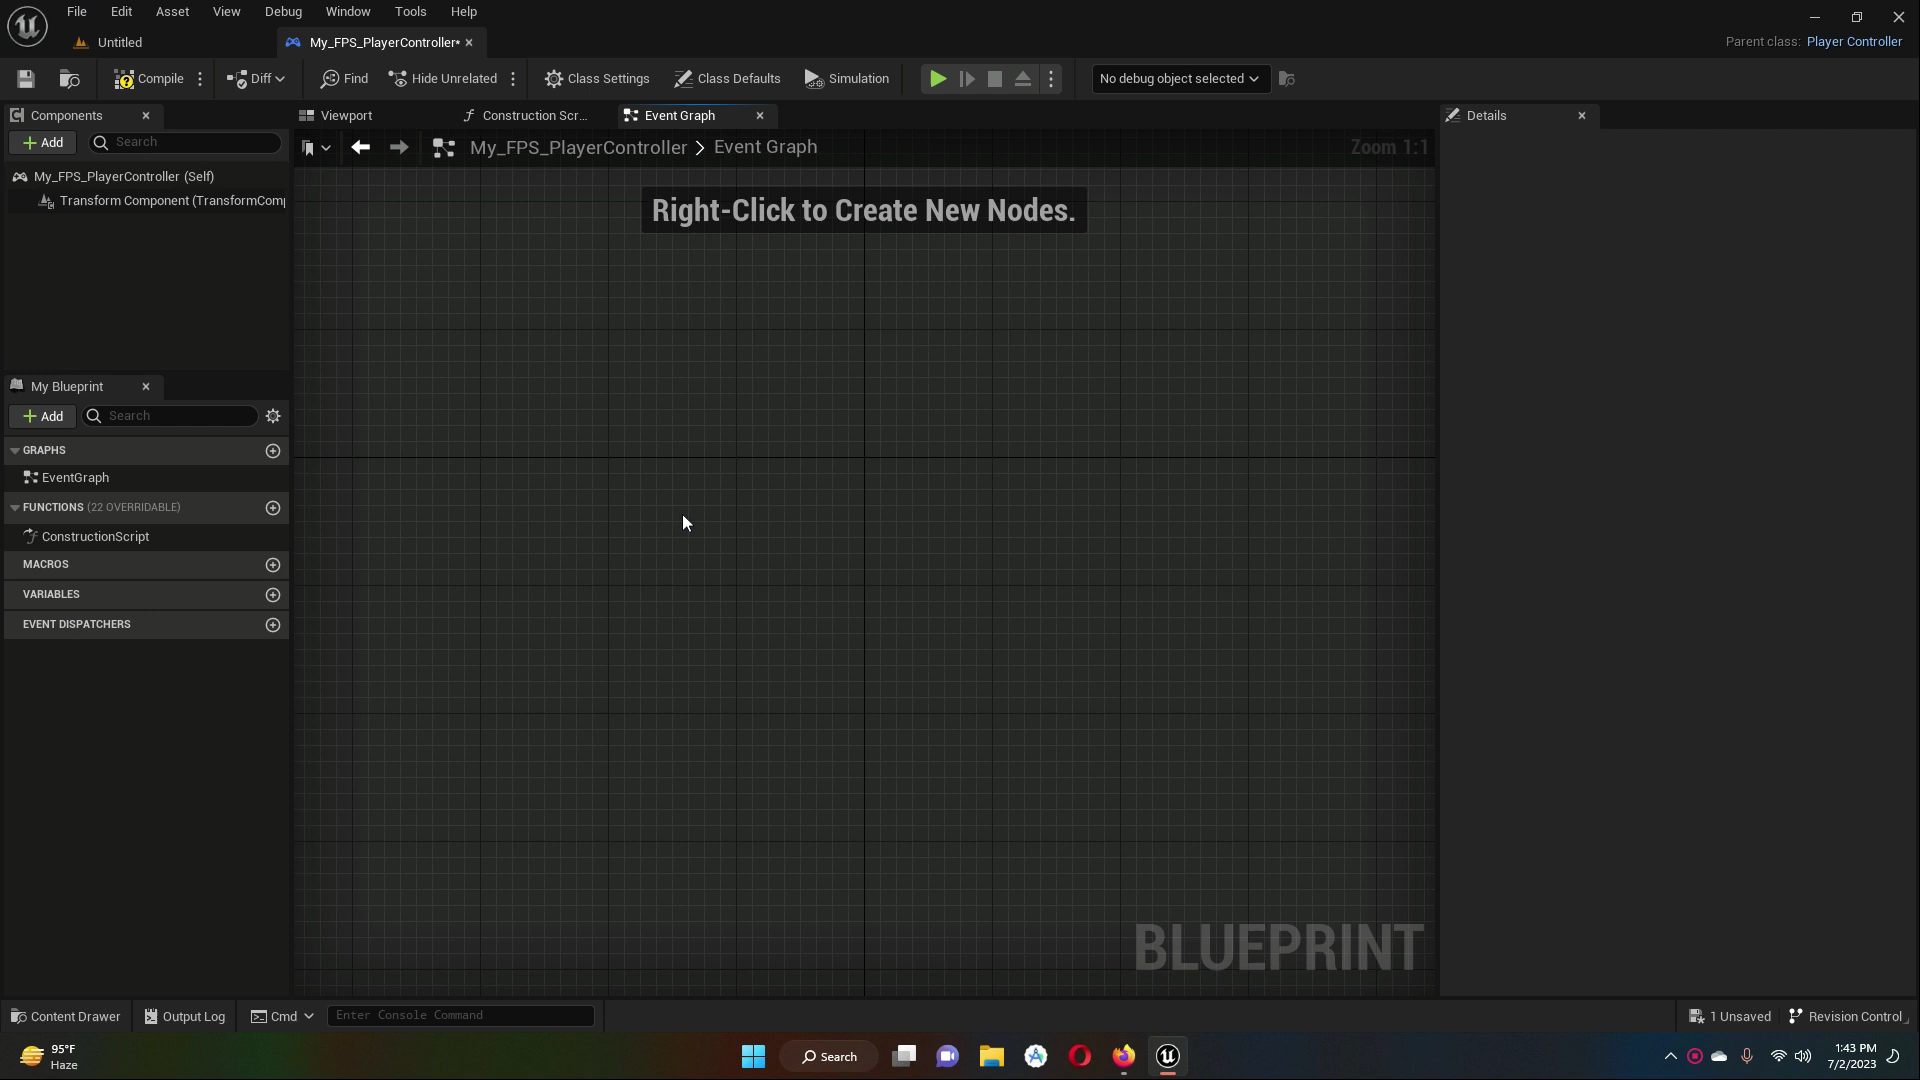 File Edit Asset View Debug Window Tools Help
Untitled
My_FPS_PlayerController*
Parent class: Player Controller
Compile
Diff
Find
Hide Unrelated
Class Settings
Class Defaults
Simulation
No debug object selected
Components
Add
Search
My_FPS_PlayerController (Self)
Transform Component (TransformComp
My Blueprint
Add
Search
GRAPHS
EventGraph
FUNCTIONS (22 OVERRIDABLE)
ConstructionScript
MACROS
VARIABLES
EVENT DISPATCHERS
Viewport
Construction Scr...
Event Graph
My_FPS_PlayerController > Event Graph
Zoom 1:1
Right-Click to Create New Nodes.
BLUEPRINT
Details
Content Drawer
Output Log
Cmd
Enter Console Command
1 Unsaved
Revision Control
95°F
Haze
Search
1:43 PM
7/2/2023